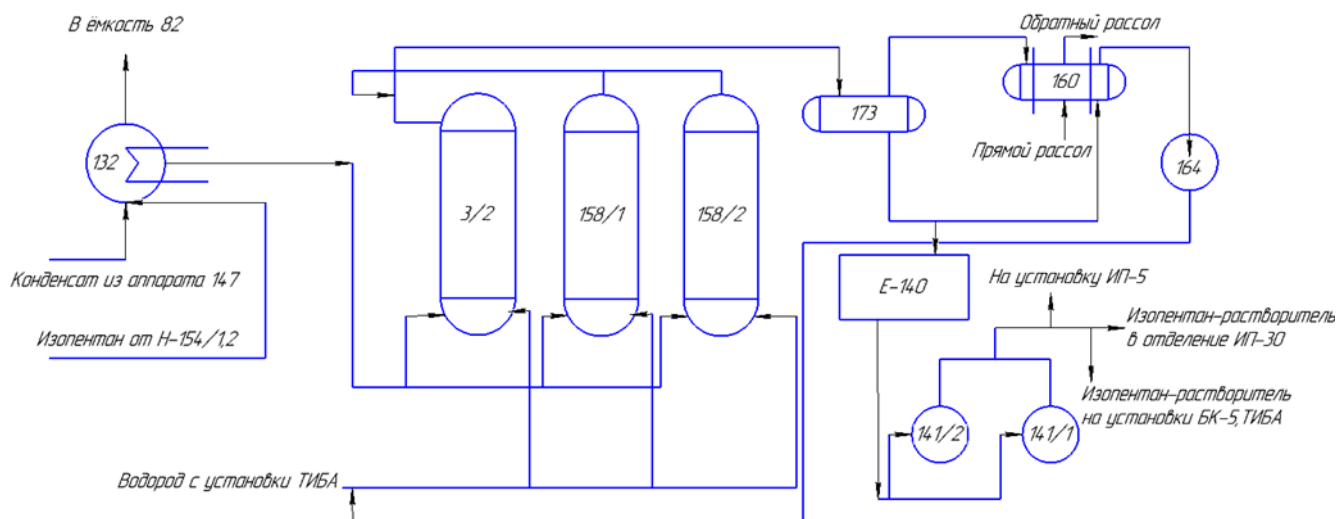 В ёмкость 82
Обратный рассол
132
3/2
158/1
158/2
173
160
Прямой рассол
164
Конденсат из аппарата 147
Изопентан от Н-154/1,2
Е-140
На установку ИП-5
Изопентан-растворитель
в отделение ИП-30
Изопентан-растворитель
на установки БК-5,ТИБА
141/2
141/1
Водород с установки ТИБА